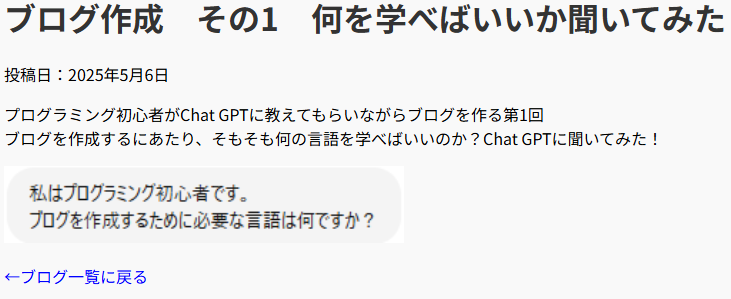 ブログ作成　その1　何を学べばいいか聞いてみた
投稿日：2025年5月6日
プログラミング初心者がChat GPTに教えてもらいながらブログを作る第1回
ブログを作成するにあたり、そもそも何の言語を学べばいいのか？Chat GPTに聞いてみた！
私はプログラミング初心者です。
ブログを作成するために必要な言語は何ですか？
←ブログ一覧に戻る